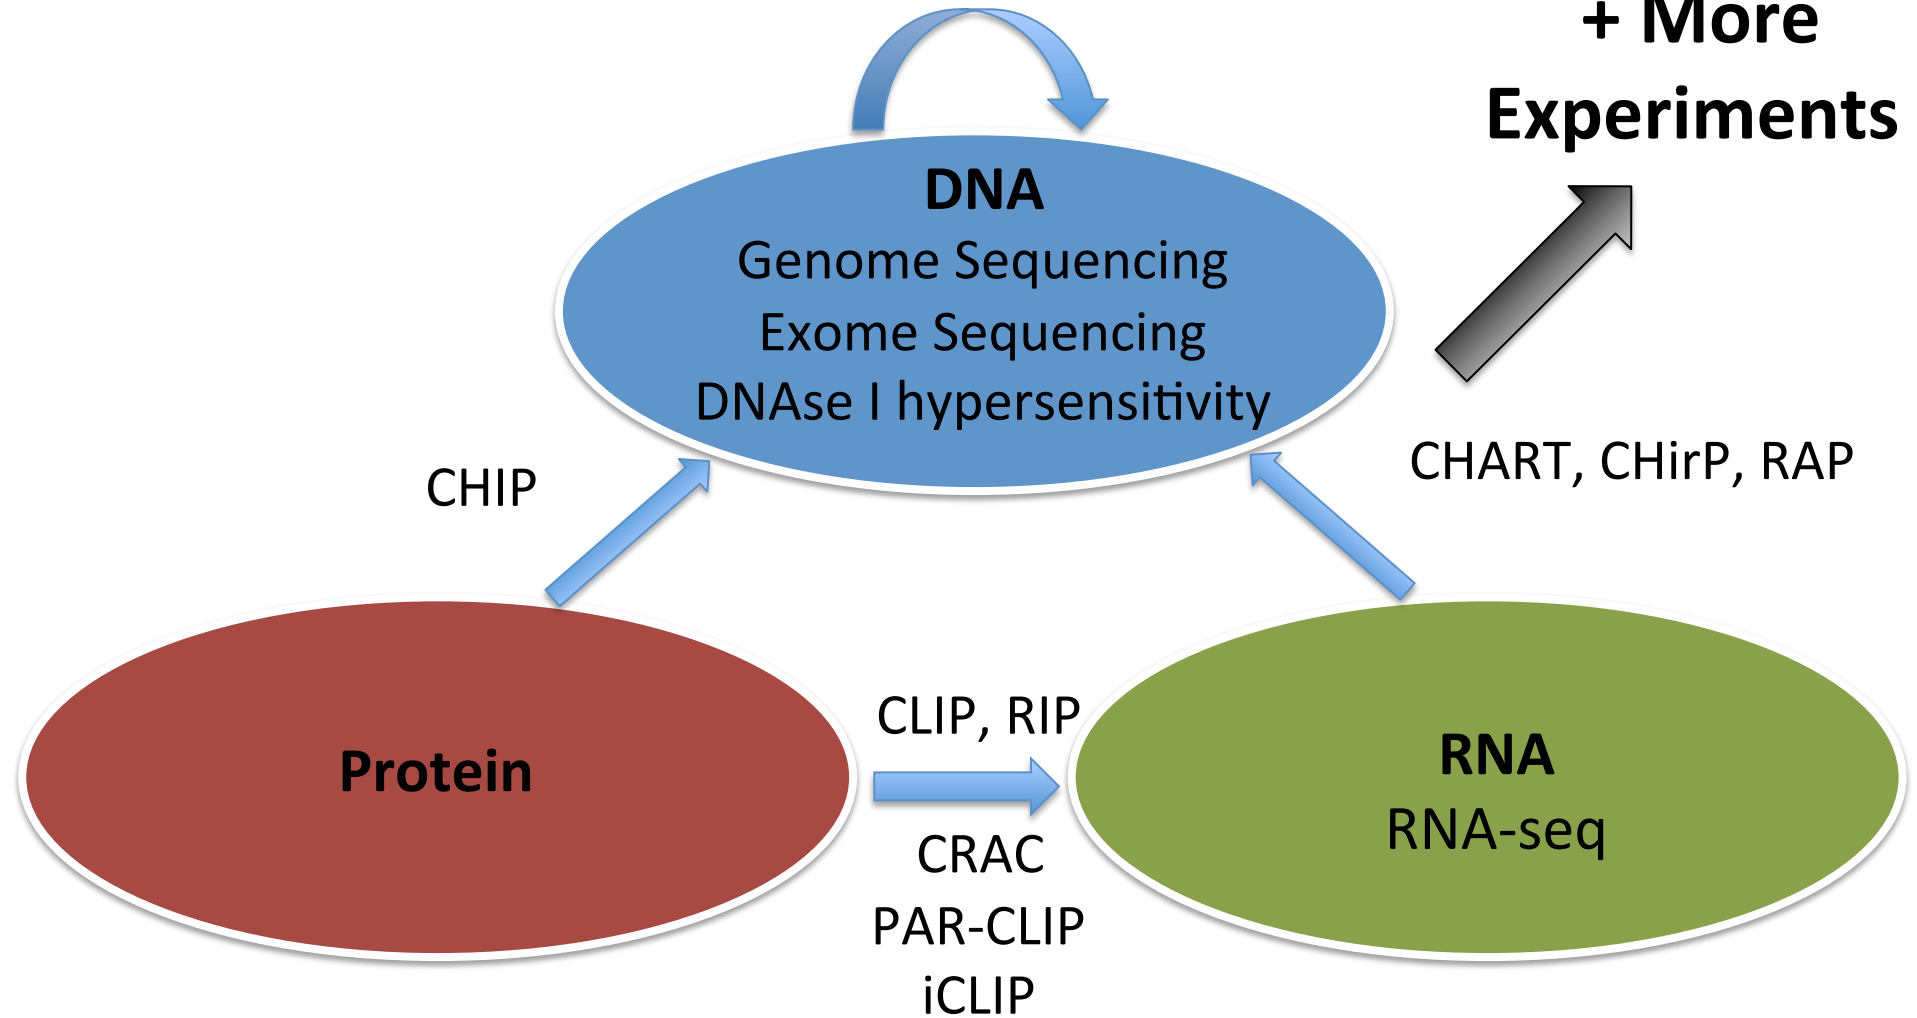 + More
Experiments
DNA
Genome Sequencing
Exome Sequencing
DNAse I hypersensitivity
CHIP
CHART, CHirP, RAP
Protein
CLIP, RIP
CRAC
PAR-CLIP
iCLIP
RNA
RNA-seq